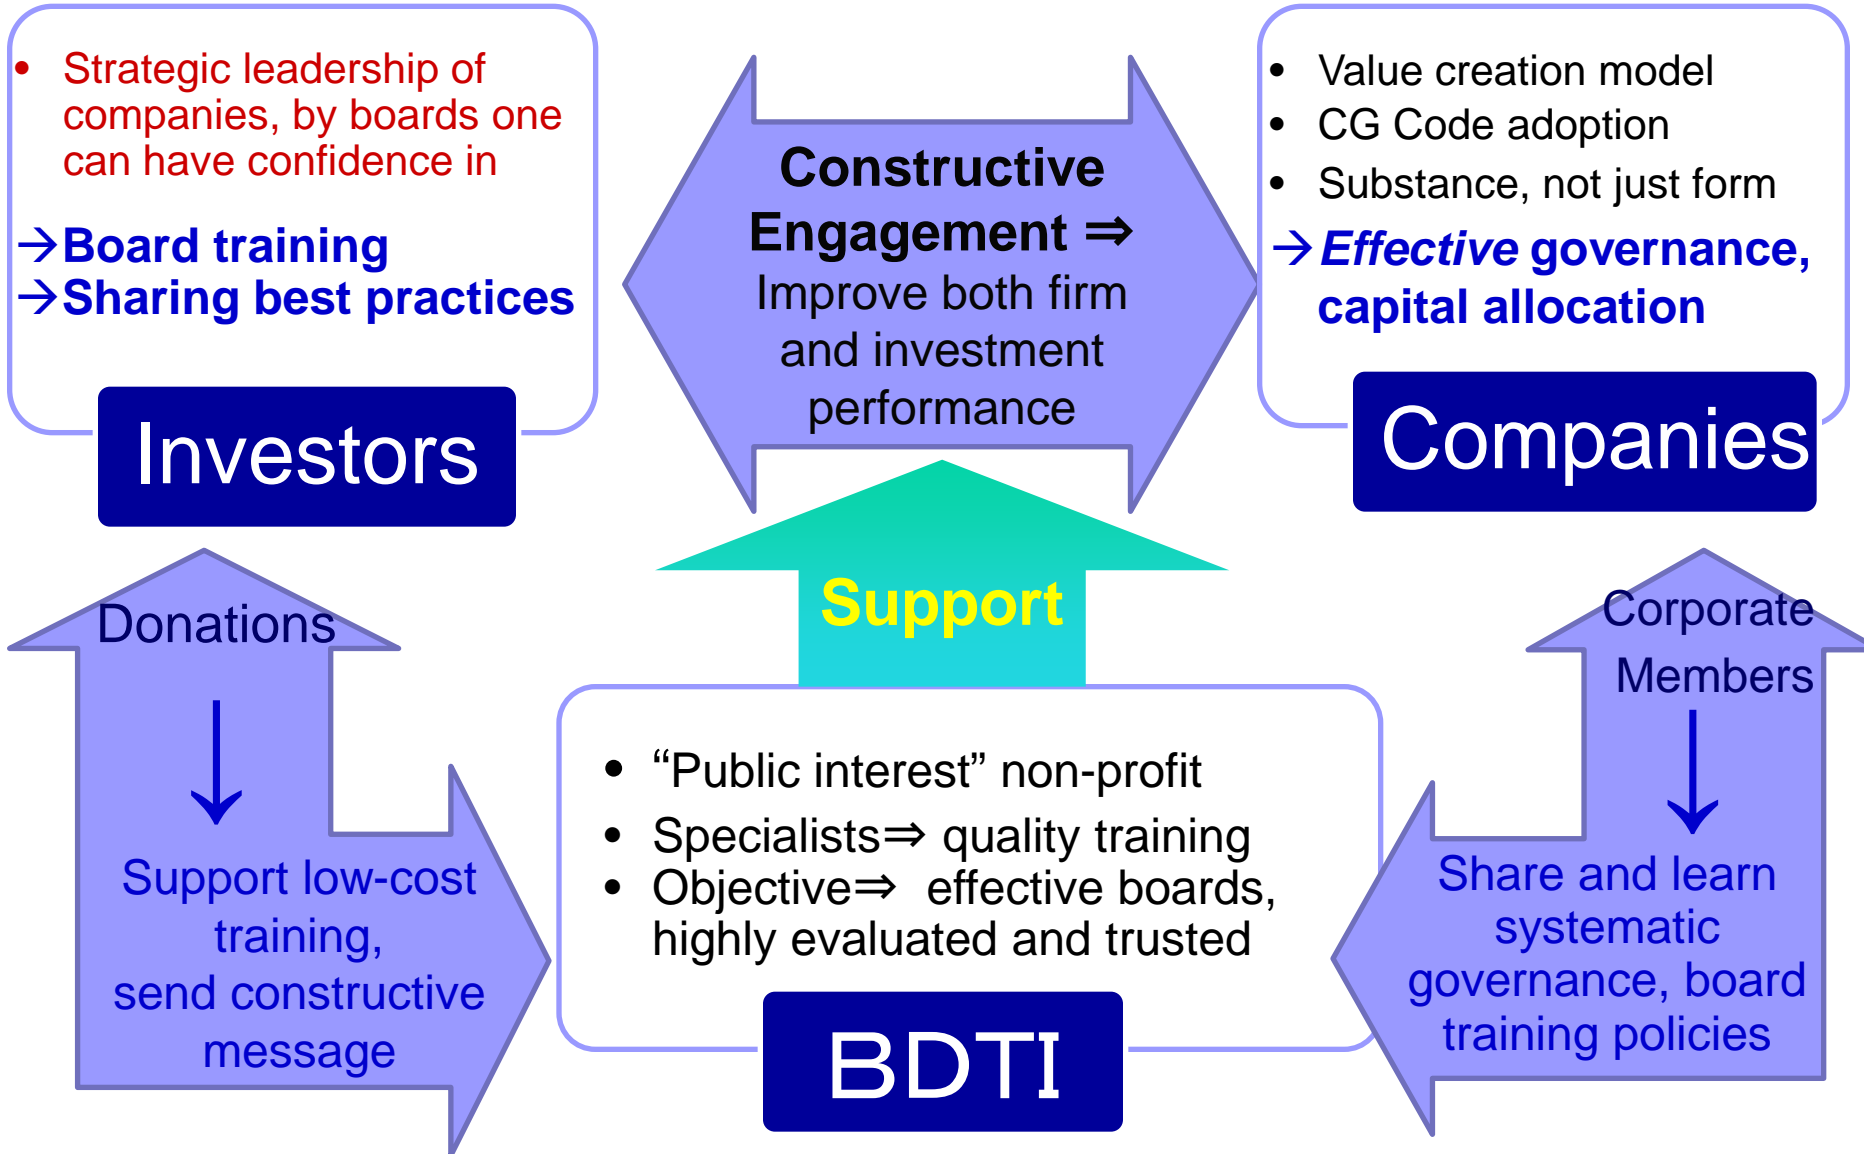 • Strategic leadership of
companies, by boards one
can have confidence in
→Board training
→Sharing best practices
Investors
Constructive
Engagement ⇒
Improve both firm
and investment
performance
• Value creation model
• CG Code adoption
• Substance, not just form
→Effective governance,
capital allocation
Companies
Support
Donations
↓
Support low-cost
training,
send constructive
message
• “Public interest” non-profit
• Specialists⇒ quality training
• Objective⇒ effective boards,
highly evaluated and trusted
BDTI
Corporate
Members
↓
Share and learn
systematic
governance, board
training policies